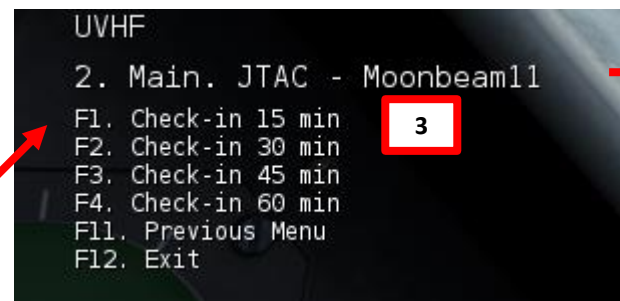 UVHF
2. Main. JTAC - Moonbeam11
F1. Check-in 15 min
3
F2. Check-in 30 min
F3. Check-in 45 min
F4. Check-in 60 min
F11. Previous Menu
F12. Exit